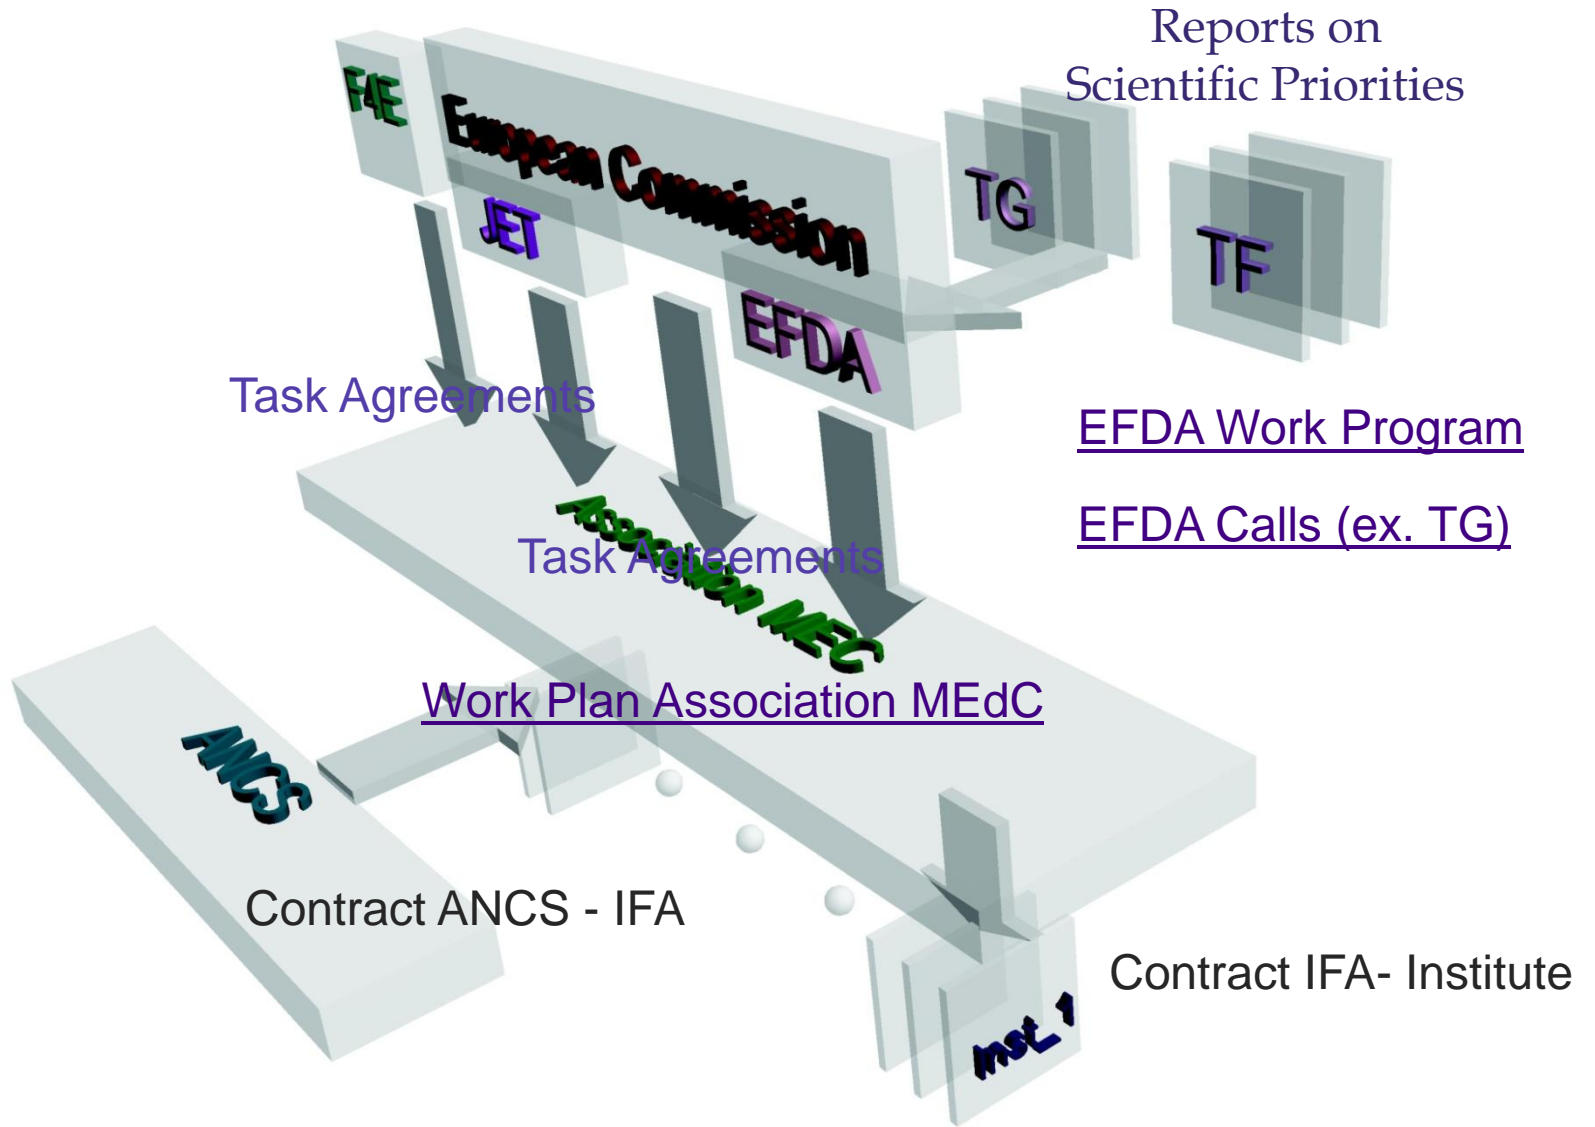 Reports on
Scientific Priorities
F4E
European Commission
JET
TG
TF
EFDA
Task Agreements
EFDA Work Program
EFDA Calls (ex. TG)
Association MEC
Task Agreements
Work Plan Association MEdC
ANCS
Contract ANCS - IFA
Contract IFA- Institute
Inst_1